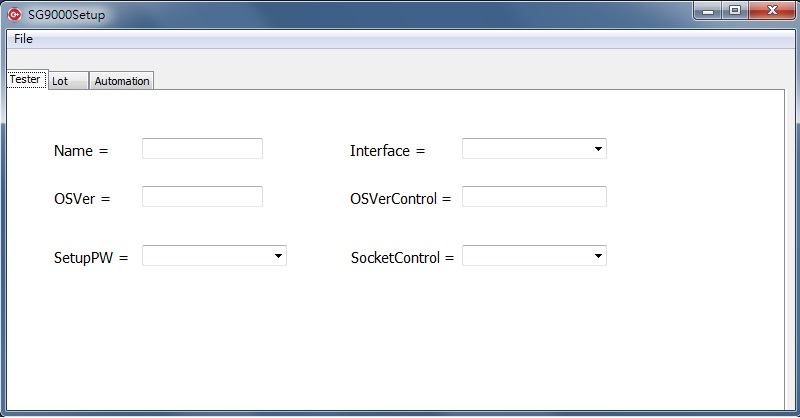 SG9000Setup
File
Tester Lot Automation
Name = Interface =
OSVer = OSVerControl =
SetupPW = SocketControl =